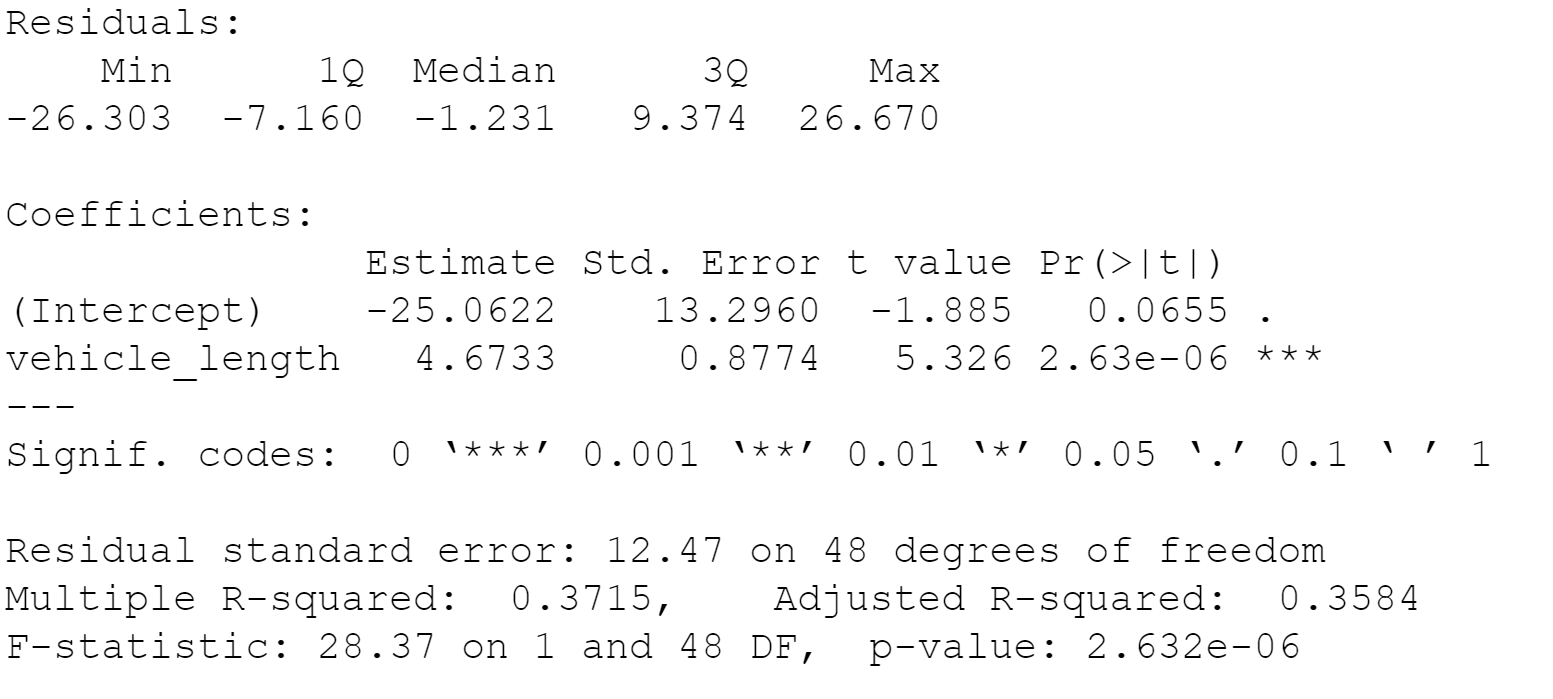 Residuals:
    Min      1Q  Median      3Q     Max
-26.303  -7.160  -1.231   9.374  26.670

Coefficients:
               Estimate Std. Error t value Pr(>|t|)
(Intercept)    -25.0622    13.2960  -1.885   0.0655 .
vehicle_length   4.6733     0.8774   5.326 2.63e-06 ***
---
Signif. codes:  0 ‘***’ 0.001 ‘**’ 0.01 ‘*’ 0.05 ‘.’ 0.1 ‘ ’ 1

Residual standard error: 12.47 on 48 degrees of freedom
Multiple R-squared:  0.3715,    Adjusted R-squared:  0.3584
F-statistic: 28.37 on 1 and 48 DF,  p-value: 2.632e-06